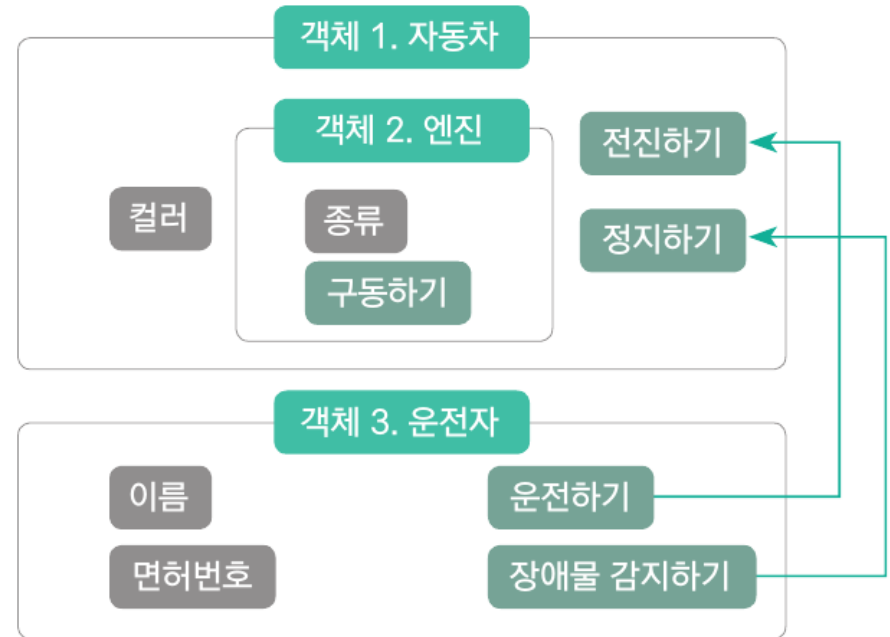 객체 1. 자동차
객체 2. 엔진
전진하기
컬러
종류
정지하기
구동하기
객체 3. 운전자
이름
운전하기
면허번호
장애물 감지하기